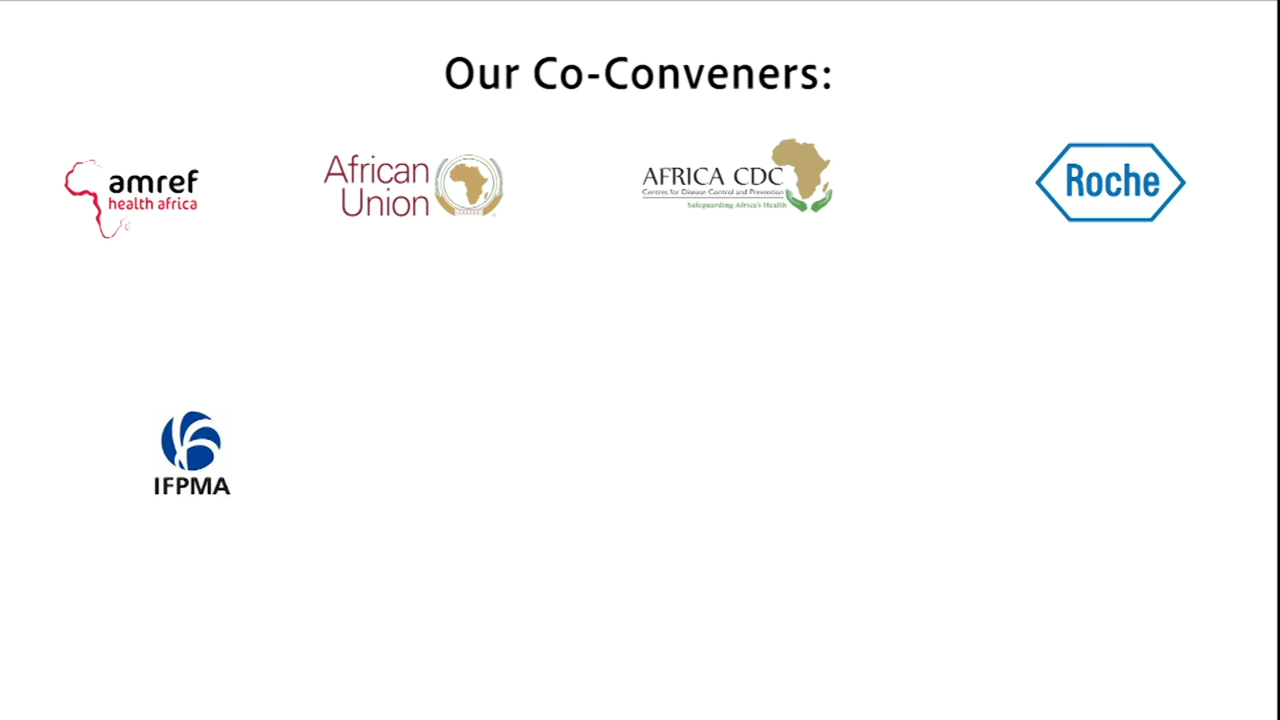 Our Co-Conveners:
amref
health africa
African
Union
AFRICA CDC
Centres for Disease Control and Prevention
Safeguarding Africa's Health
Roche
IFPMA